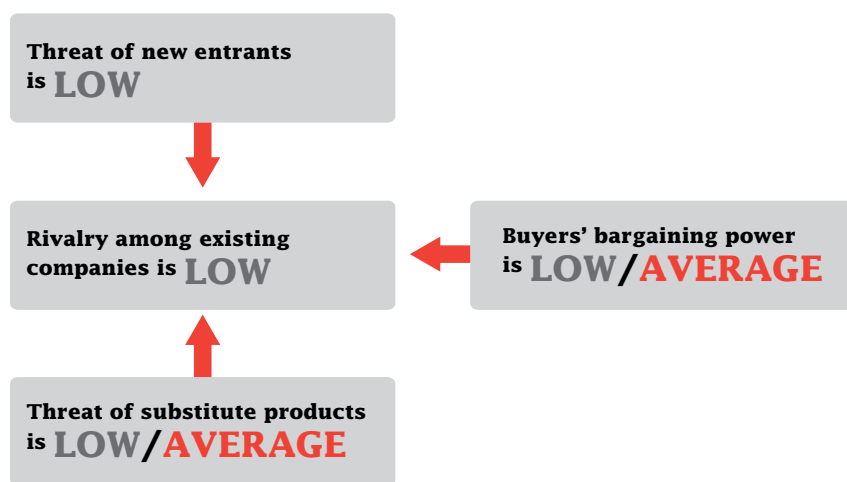 Threat of new entrants
is LOW
Rivalry among existing
companies is LOW
Buyers’ bargaining power
is LOW/AVERAGE
Threat of substitute products
is LOW/AVERAGE